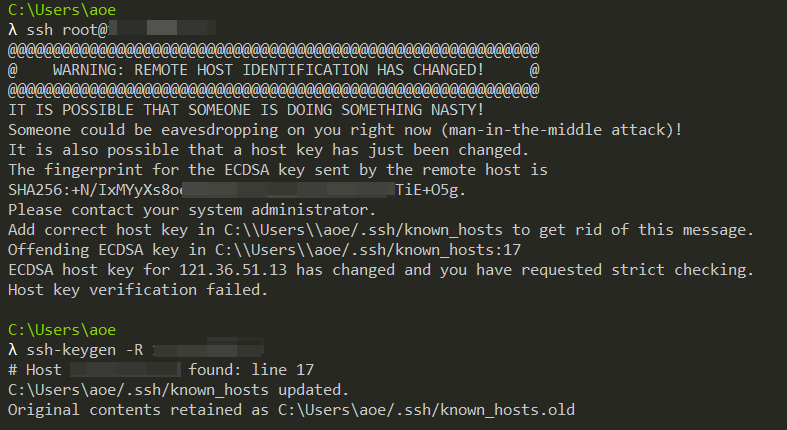 C:\Users\aoe
λ ssh root@
@@@@@@@@@@@@@@@@@@@@@@@@@@@@@@@@@@@@@@@@@@@@@@@@@@@@@@@@@@@
@    WARNING: REMOTE HOST IDENTIFICATION HAS CHANGED!     @
@@@@@@@@@@@@@@@@@@@@@@@@@@@@@@@@@@@@@@@@@@@@@@@@@@@@@@@@@@@
IT IS POSSIBLE THAT SOMEONE IS DOING SOMETHING NASTY!
Someone could be eavesdropping on you right now (man-in-the-middle attack)!
It is also possible that a host key has just been changed.
The fingerprint for the ECDSA key sent by the remote host is
SHA256:+N/IxMYyXs8o TiE+O5g.
Please contact your system administrator.
Add correct host key in C:\\Users\\aoe/.ssh/known_hosts to get rid of this message.
Offending ECDSA key in C:\\Users\\aoe/.ssh/known_hosts:17
ECDSA host key for 121.36.51.13 has changed and you have requested strict checking.
Host key verification failed.
C:\Users\aoe
λ ssh-keygen -R
# Host found: line 17
C:\Users\aoe/.ssh/known_hosts updated.
Original contents retained as C:\Users\aoe/.ssh/known_hosts.old